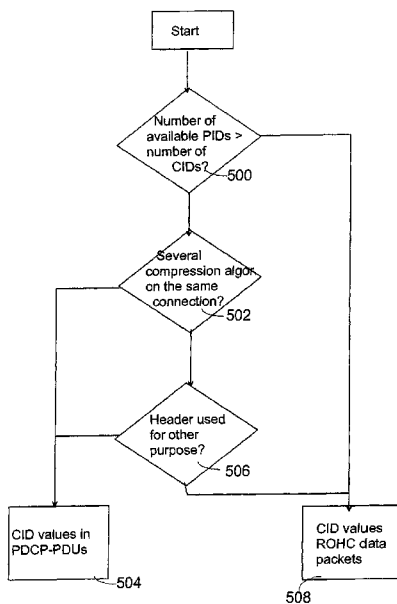 Start
Number of
available PIDs >
number of
CIDs?
500
Several
compression algor
on the same
connection?
502
Header used
for other
purpose?
506
CID values in
PDCP-PDUs
504
CID values
ROHC data
packets
508